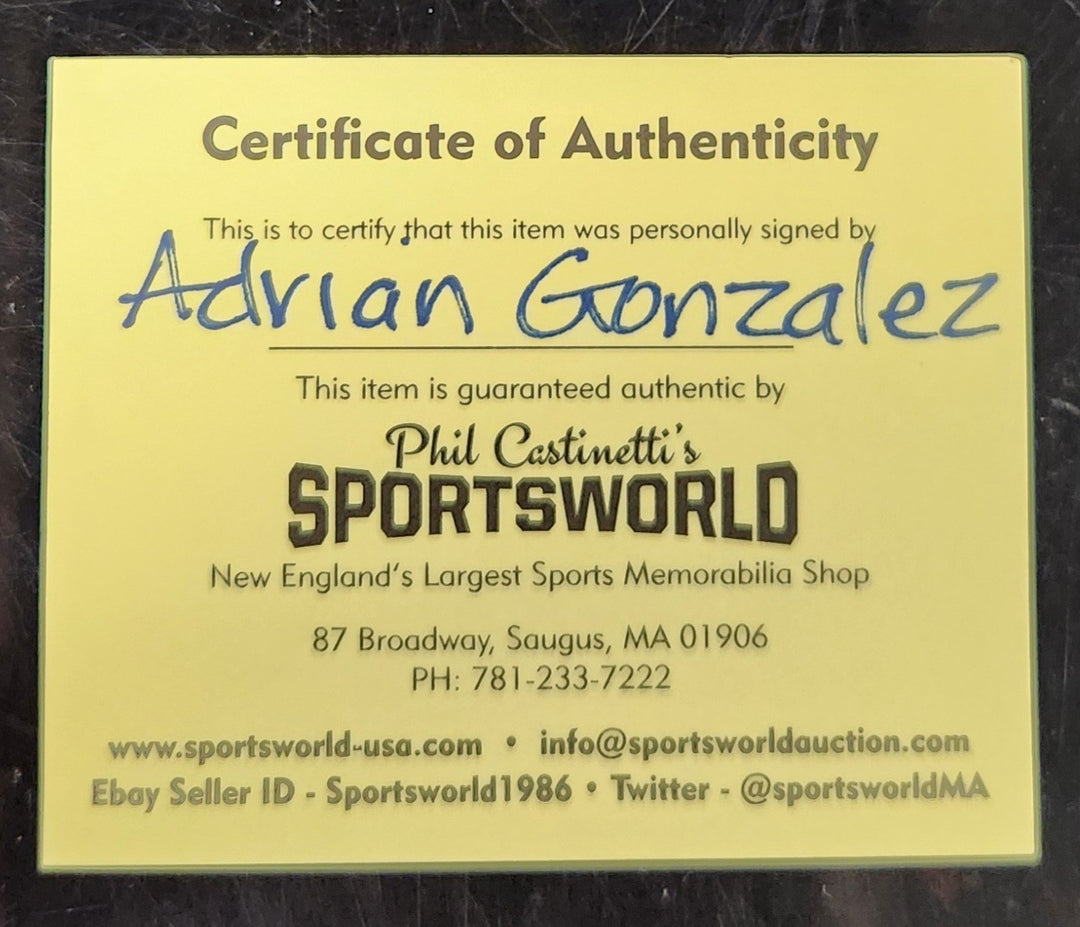 Certificate of Authenticity
This is to certify that this item was personally signed by
Adrian Gonzalez
This item is guaranteed authentic by
Phil Castinetti's
SPORTSWORLD
New England's Largest Sports Memorabilia Shop
87 Broadway, Saugus, MA 01906
PH: 781-233-7222
www.sportsworld-usa.com • info@sportsworldauction.com
Ebay Seller ID - Sportsworld1986 • Twitter - @sportsworldMA